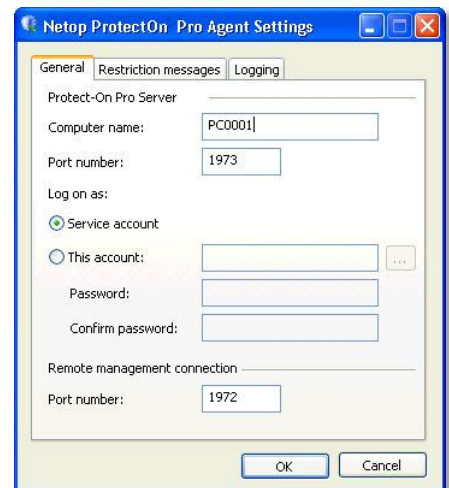 Netop ProtectOn Pro Agent Settings
General Restriction messages Logging
Protect-On Pro Server
Computer name: PC0001
Port number: 1973
Log on as:
Service account
This account: ...
Password:
Confirm password:
Remote management connection
Port number: 1972
OK Cancel